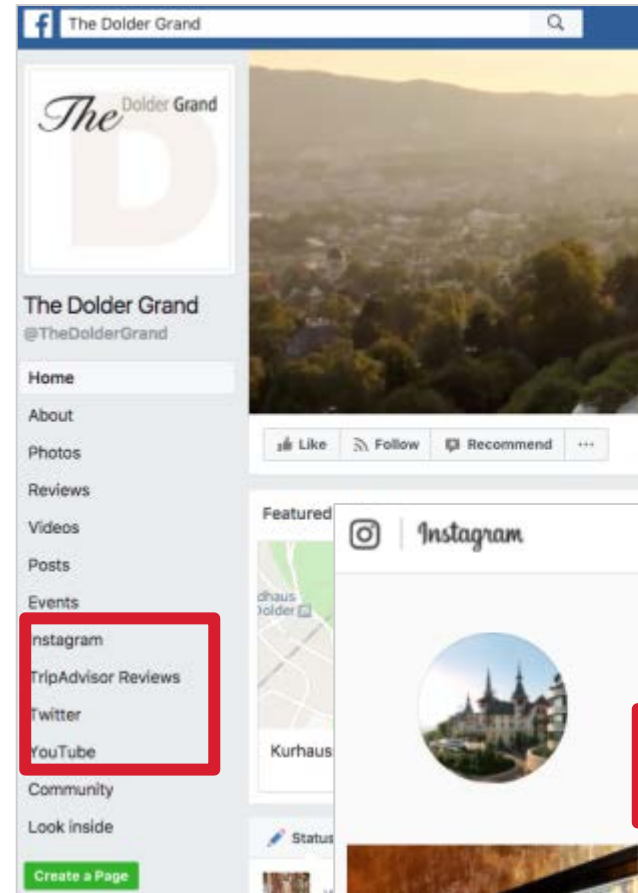 The Dolder Grand
The Dolder Grand
The Dolder Grand
@TheDolderGrand
Home
About
Photos
Reviews
Videos
Posts
Events
Instagram
TripAdvisor Reviews
Twitter
YouTube
Community
Look inside
Create a Page
Like Follow Recommend ...
Featured
dhaus
Dolder
Kurhaus
Status
Instagram